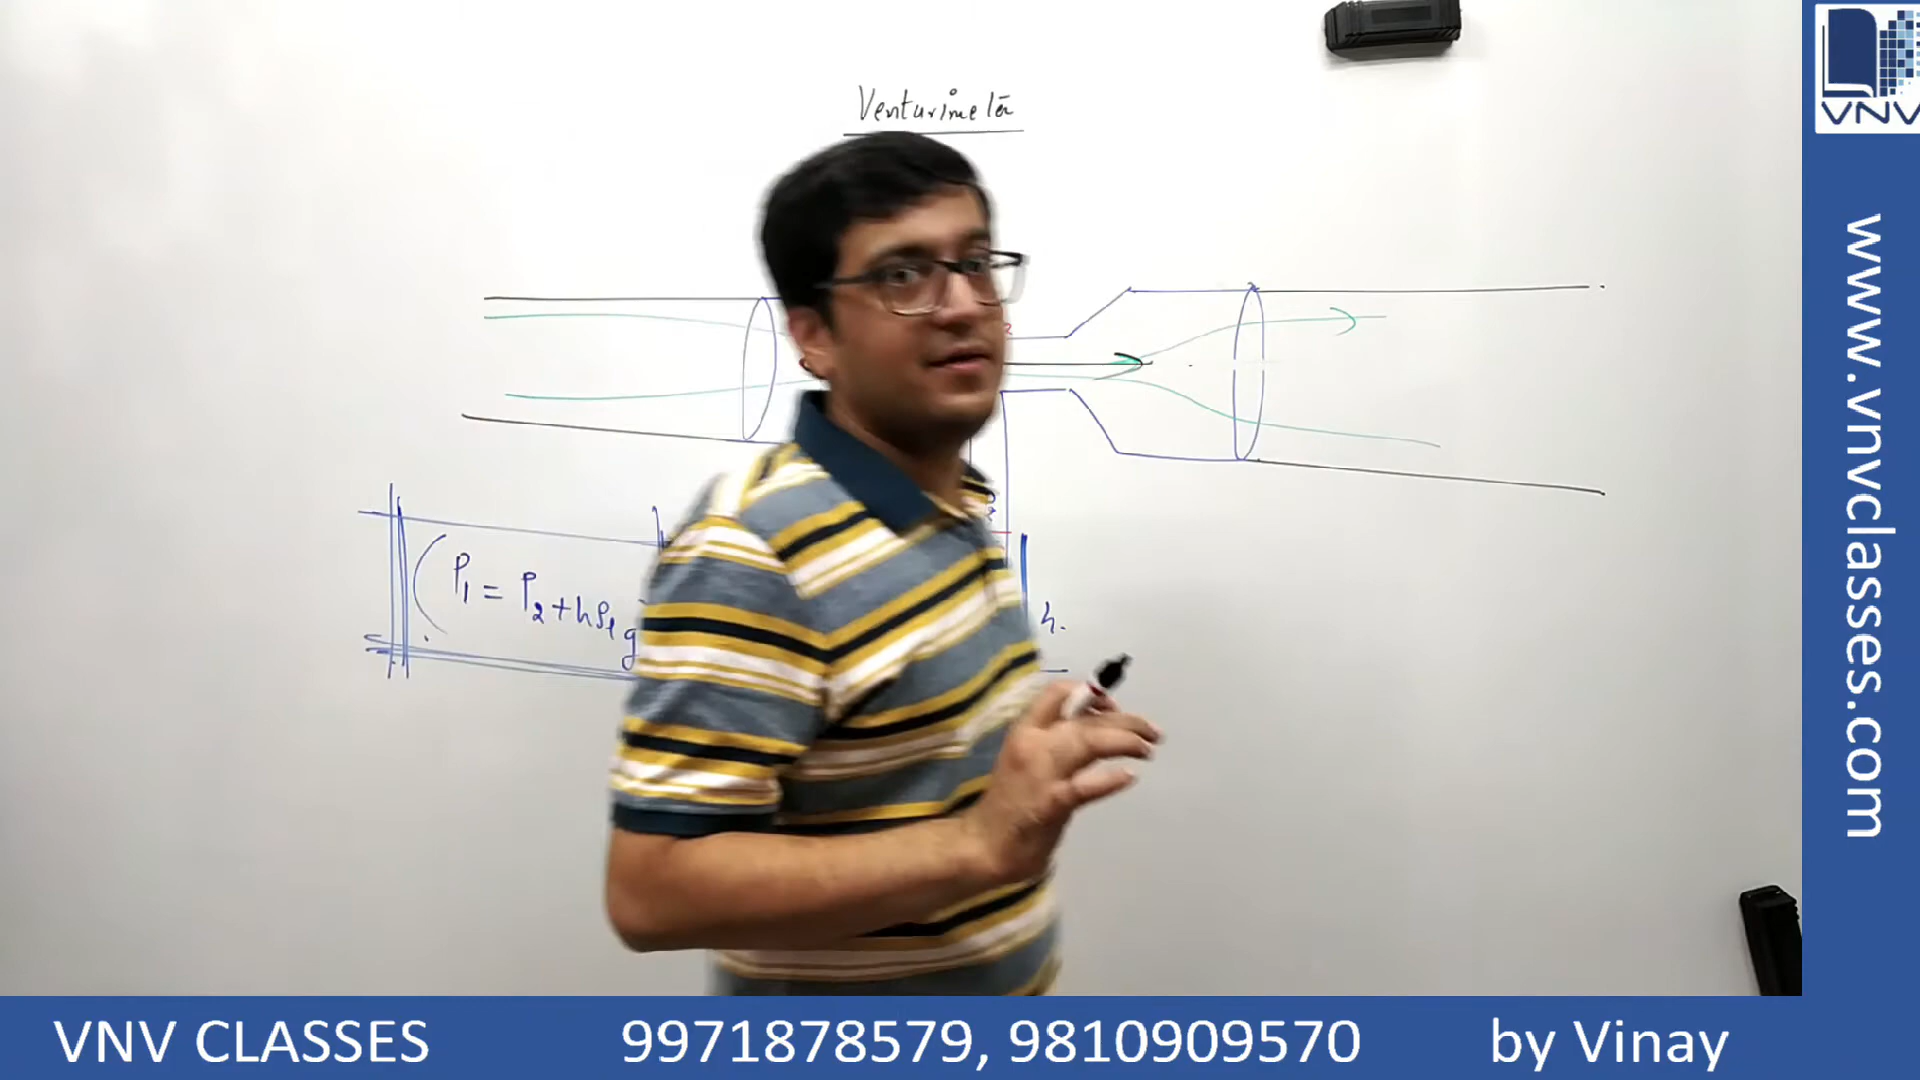 Venturimeter
P₁ = P₂ + hρ₁g
h.
VNV
www.vnvclasses.com
VNV CLASSES
9971878579, 9810909570
by Vinay